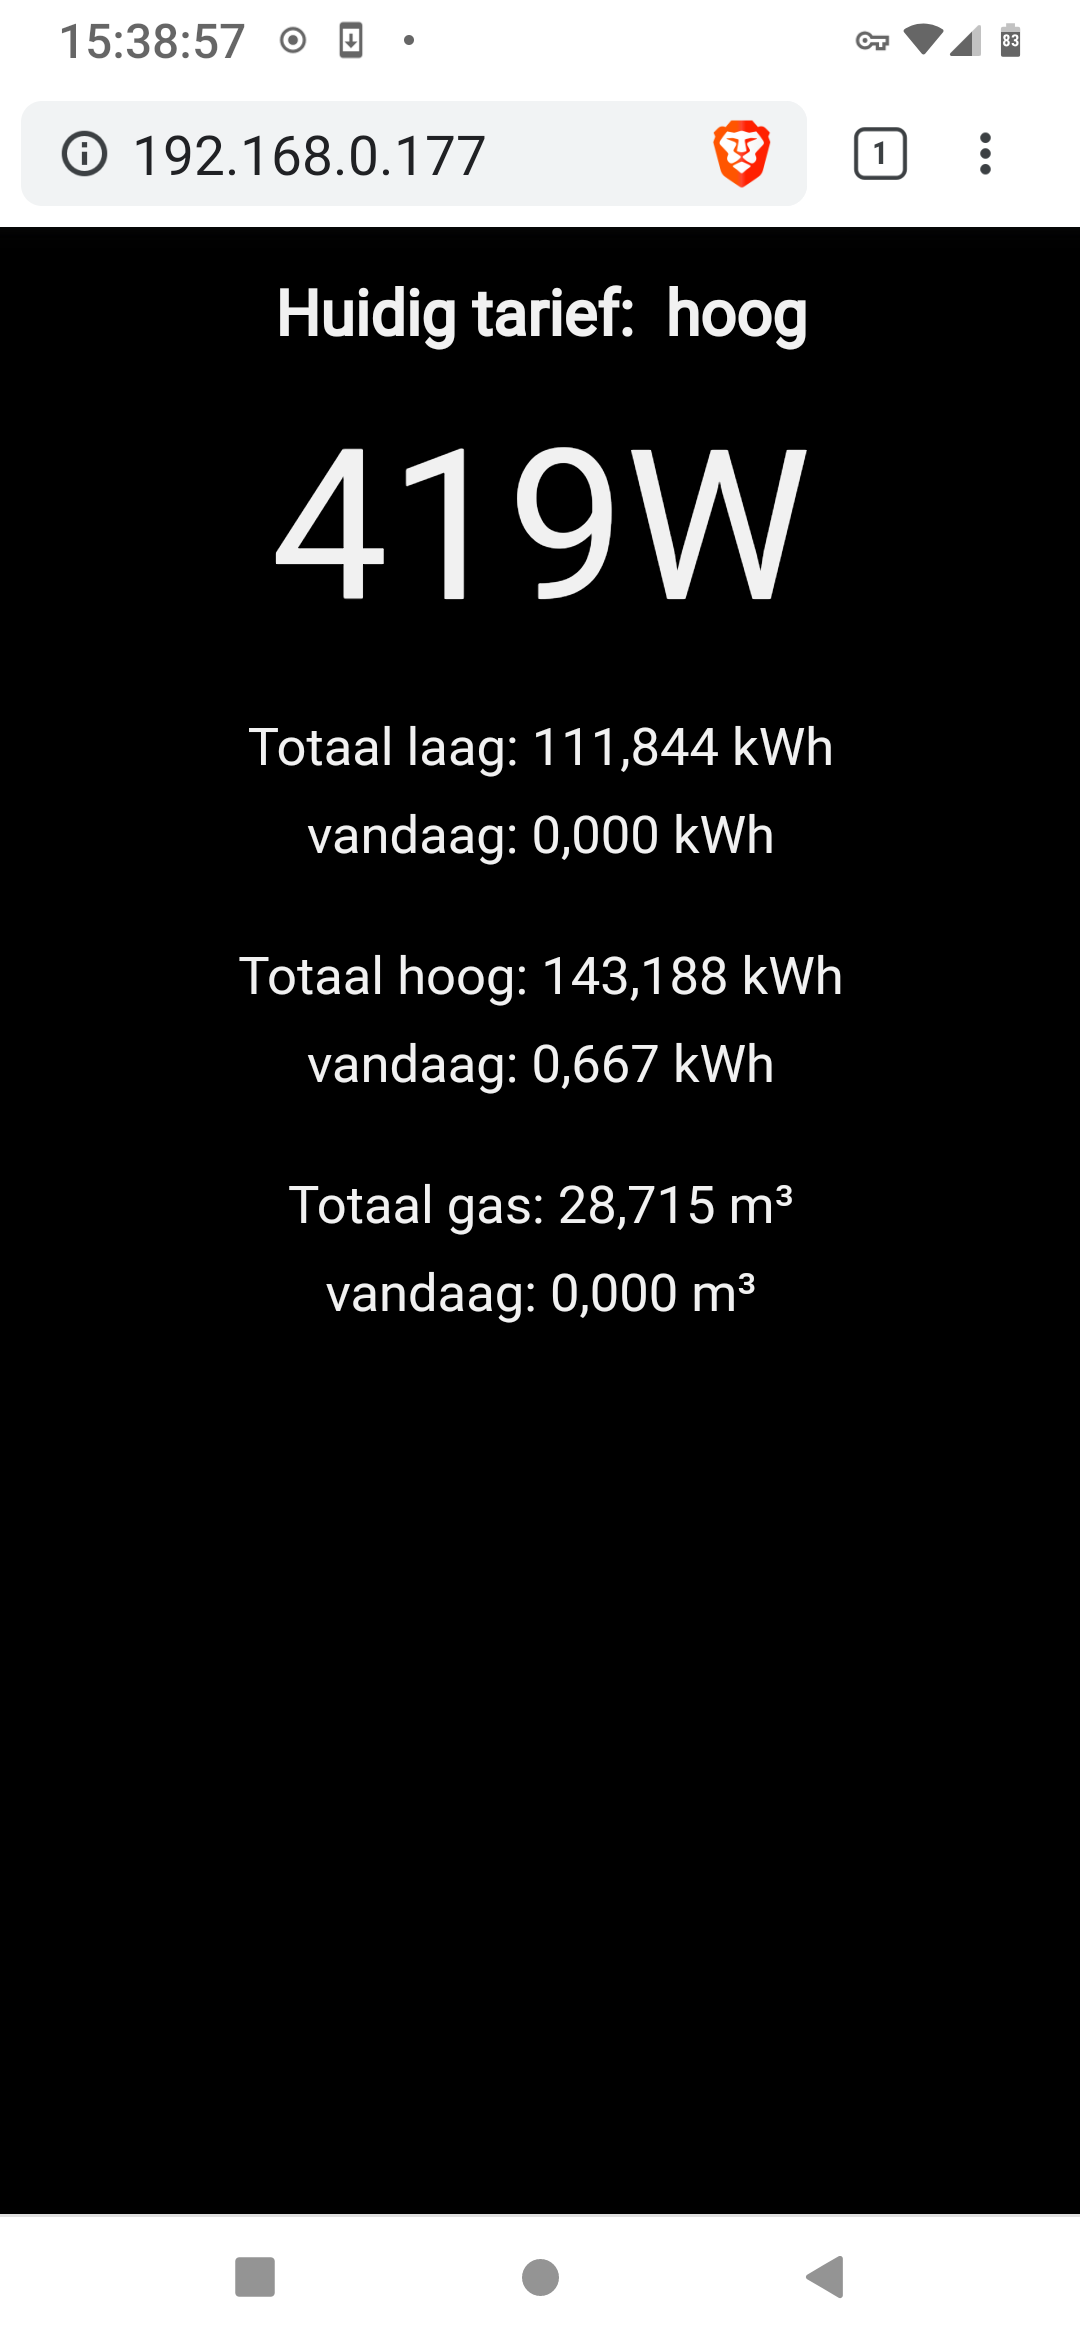 15:38:57
83
192.168.0.177
1
Huidig tarief: hoog
419W
Totaal laag: 111,844 kWh
vandaag: 0,000 kWh
Totaal hoog: 143,188 kWh
vandaag: 0,667 kWh
Totaal gas: 28,715 m³
vandaag: 0,000 m³